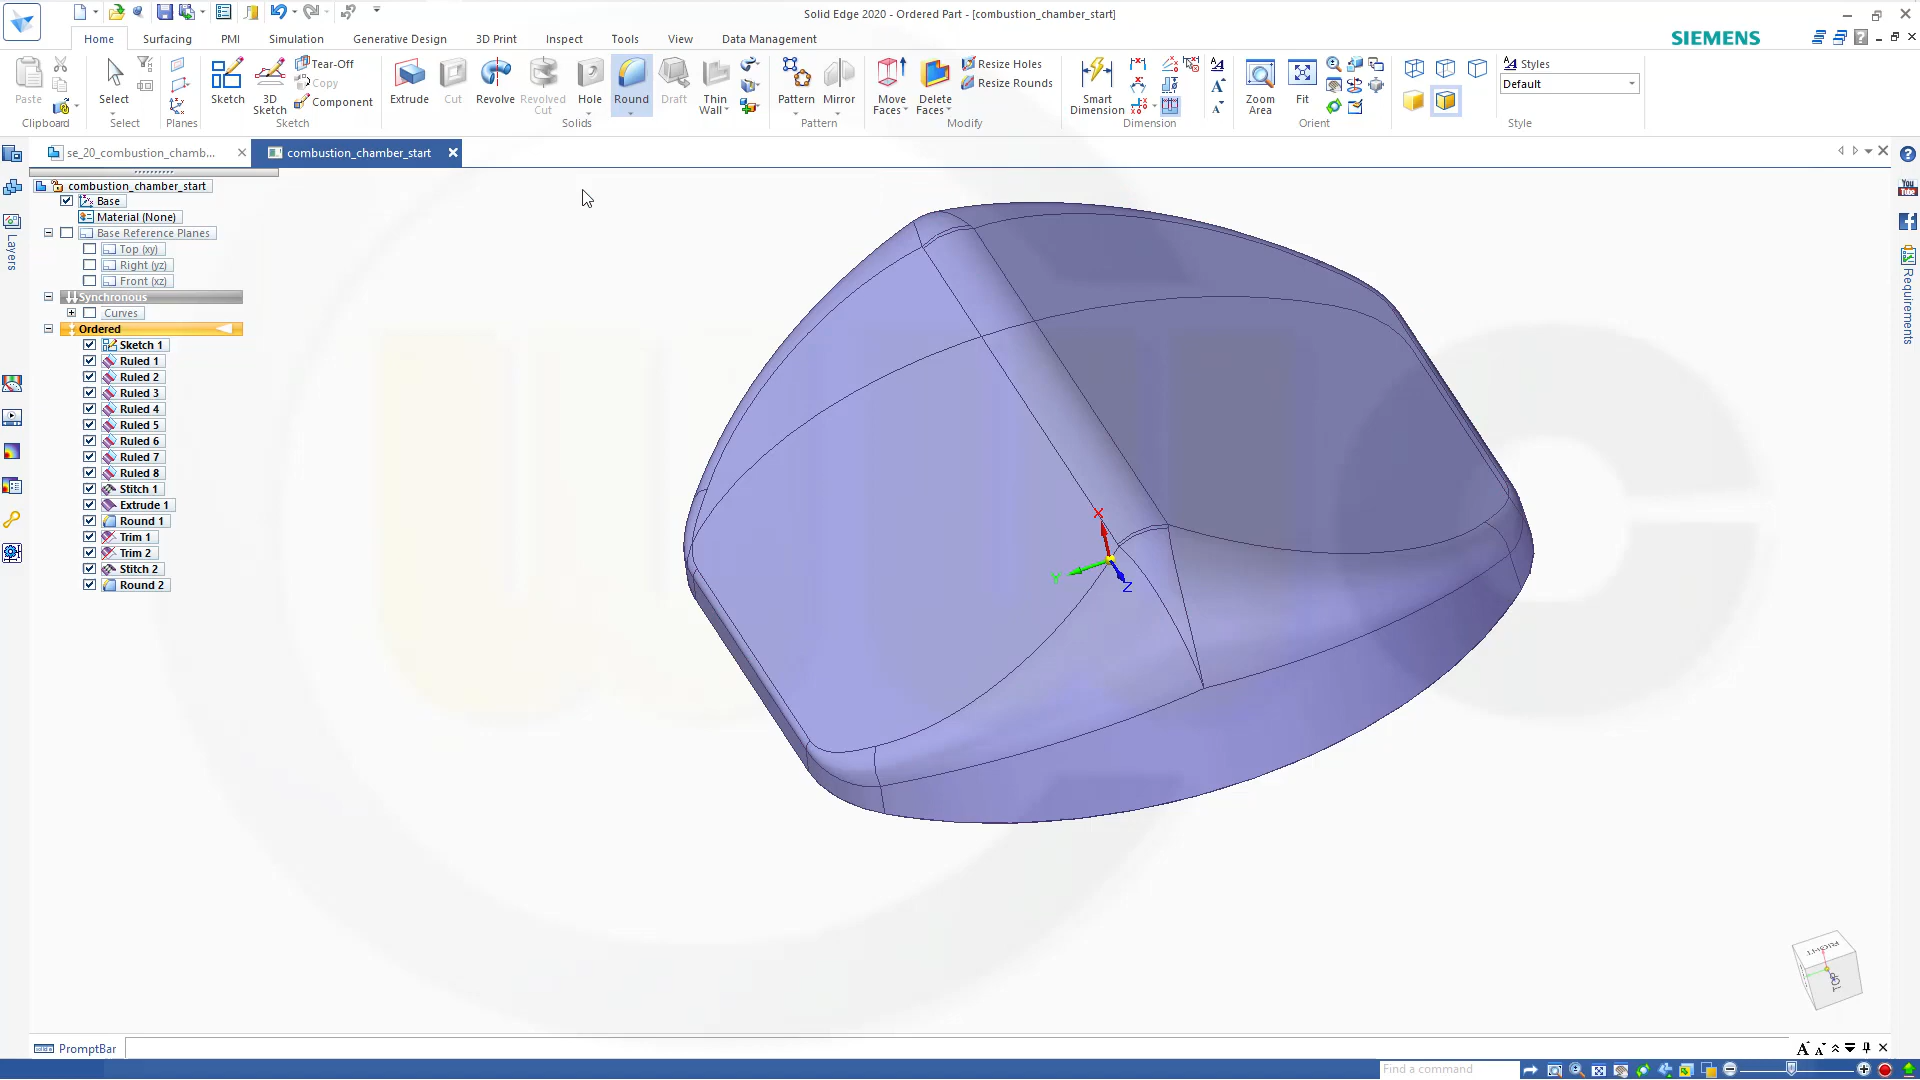 Solid Edge 2020 - Ordered Part - [combustion_chamber_start]
Home Surfacing PMI Simulation Generative Design 3D Print Inspect Tools View Data Management
SIEMENS
Paste
Clipboard
Select
Select
Planes
Sketch
3D Sketch
Tear-Off
Copy
Component
Sketch
Extrude
Cut
Revolve
Revolved Cut
Hole
Round
Draft
Thin Wall
Solids
Pattern
Mirror
Pattern
Move Faces
Delete Faces
Resize Holes
Resize Rounds
Modify
Smart Dimension
Dimension
Zoom Area
Fit
Orient
Styles
Default
Style
se_20_combustion_chamb...
combustion_chamber_start
combustion_chamber_start
Base
Material (None)
Base Reference Planes
Top (xy)
Right (yz)
Front (xz)
Synchronous
Curves
Ordered
Sketch 1
Ruled 1
Ruled 2
Ruled 3
Ruled 4
Ruled 5
Ruled 6
Ruled 7
Ruled 8
Stitch 1
Extrude 1
Round 1
Trim 1
Trim 2
Stitch 2
Round 2
Layers
You
Tube
Requirements
X
Y
Z
RIGHT
PromptBar
Find a command